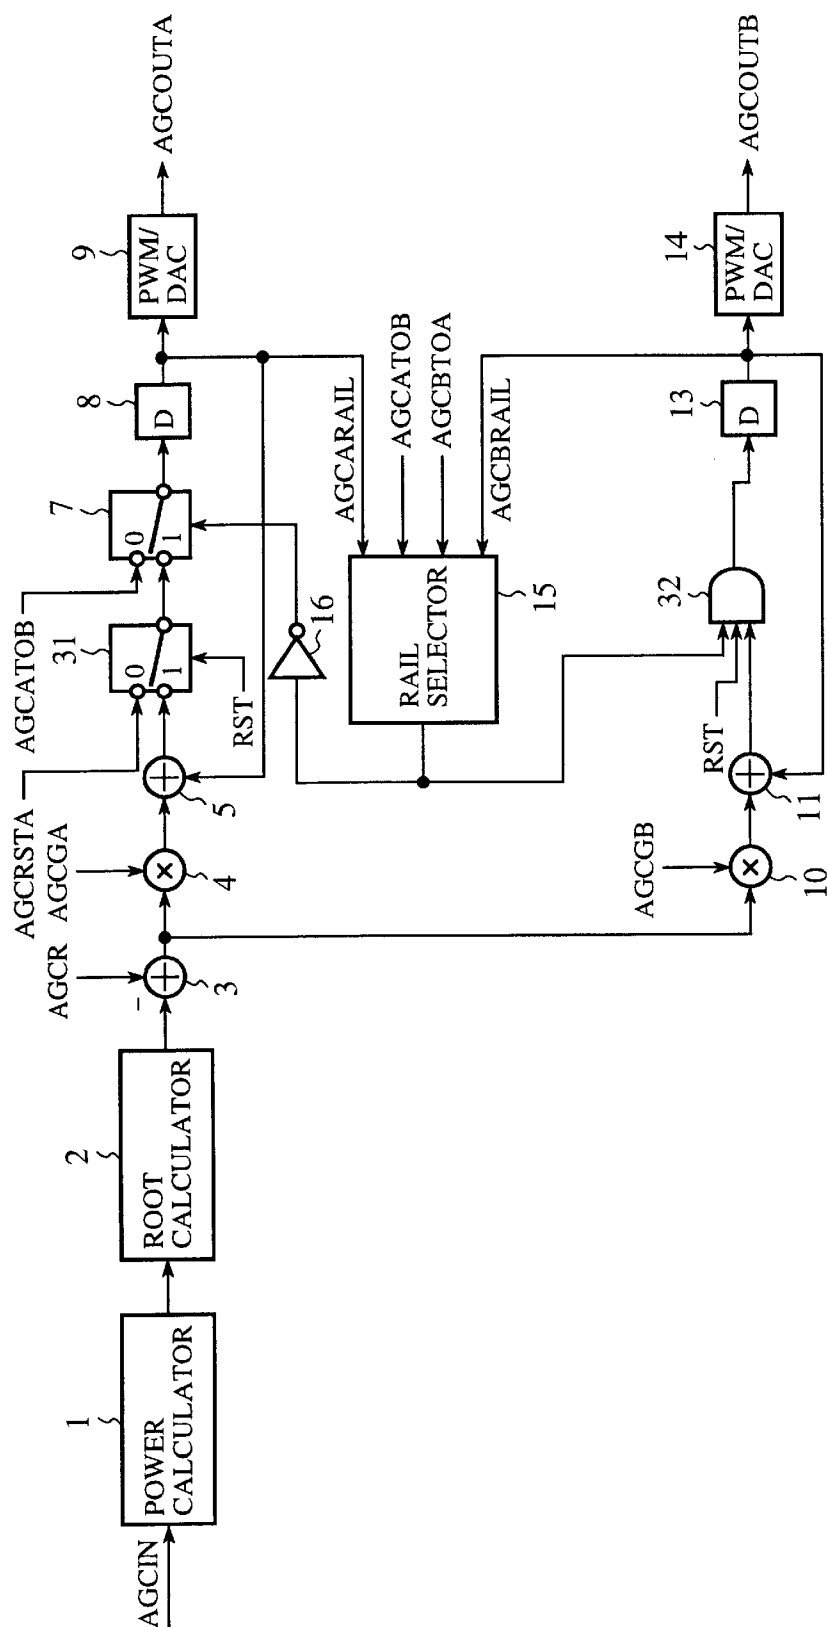 AGCIN
1
POWER
CALCULATOR
2
ROOT
CALCULATOR
AGCR
−
3
AGCRSTA
AGCGA
×
4
+
5
AGCATOB
31
0
1
RST
7
0
1
8
D
9
PWM/
DAC
AGCOUTA
16
AGCARAIL
AGCATOB
AGCBTOA
AGCBRAIL
RAIL
SELECTOR
15
AGCGB
×
10
+
11
RST
32
13
D
14
PWM/
DAC
AGCOUTB